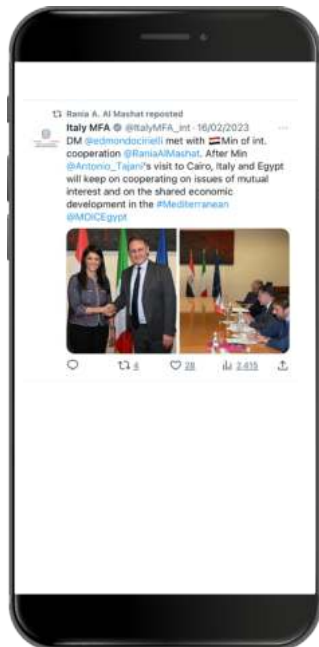 Rania A. Al Mashat reposted
Italy MFA @ItalyMFA_int · 16/02/2023
DM @edmondocirielli met with Min of int.
cooperation @RaniaAlMashat. After Min
@Antonio_Tajani's visit to Cairo, Italy and Egypt
will keep on cooperating on issues of mutual
interest and on the shared economic
development in the #Mediterranean
@MOICEgypt
4 28 2,415